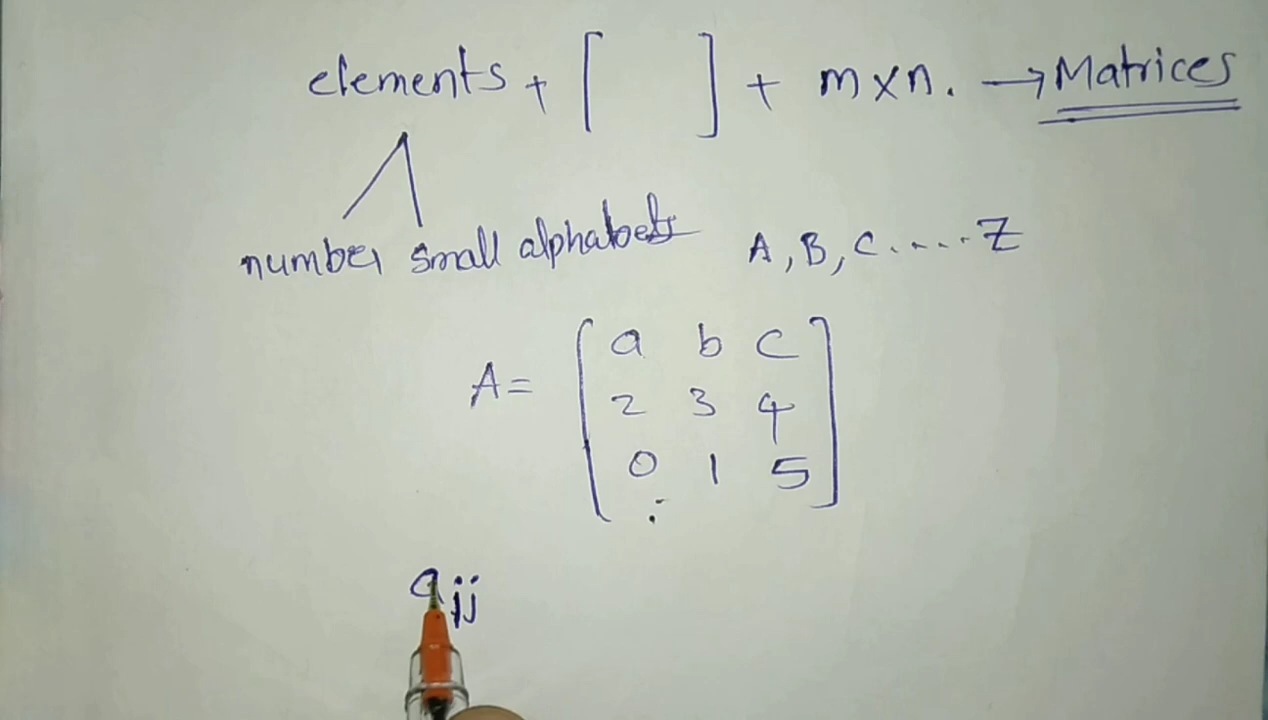 elements + [ ] + m×n. → Matrices
number small alphabets A, B, C.....Z
A = [ a b c
2 3 4
0 1 5 ]
aij